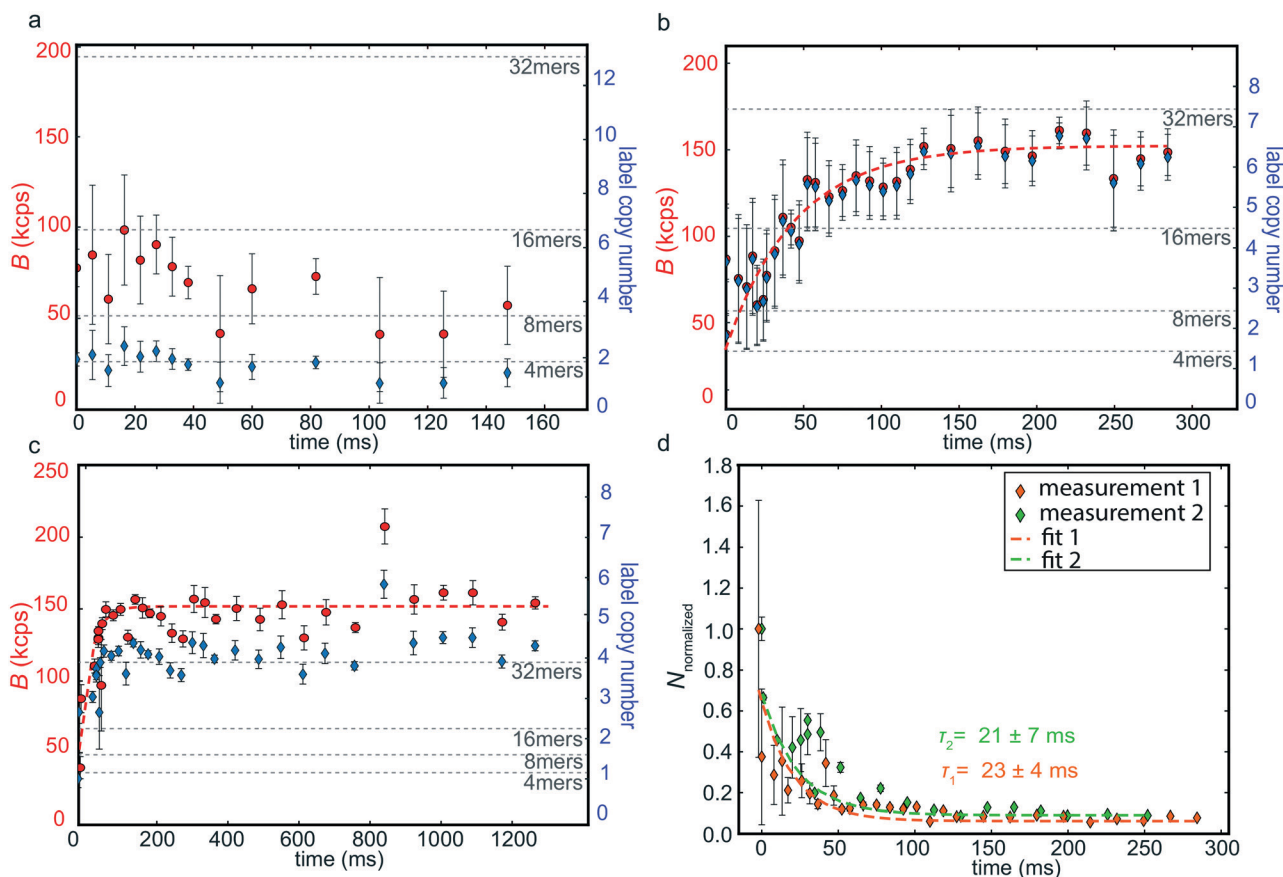 a
200
150
100
50
0
B (kcps)
32mers
16mers
8mers
4mers
12
10
8
6
4
2
0
label copy number
0 20 40 60 80 100 120 140 160
time (ms)
b
200
150
100
50
0
B (kcps)
32mers
16mers
8mers
4mers
8
7
6
5
4
3
2
1
0
label copy number
0 50 100 150 200 250 300
time (ms)
c
250
200
150
100
50
0
B (kcps)
32mers
16mers
8mers
4mers
8
7
6
5
4
3
2
1
0
label copy number
0 200 400 600 800 1000 1200
time (ms)
d
1.8
1.6
1.4
1.2
1.0
0.8
0.6
0.4
0.2
0.0
Nnormalized
measurement 1
measurement 2
fit 1
fit 2
τ2= 21 ± 7 ms
τ1= 23 ± 4 ms
0 50 100 150 200 250 300
time (ms)